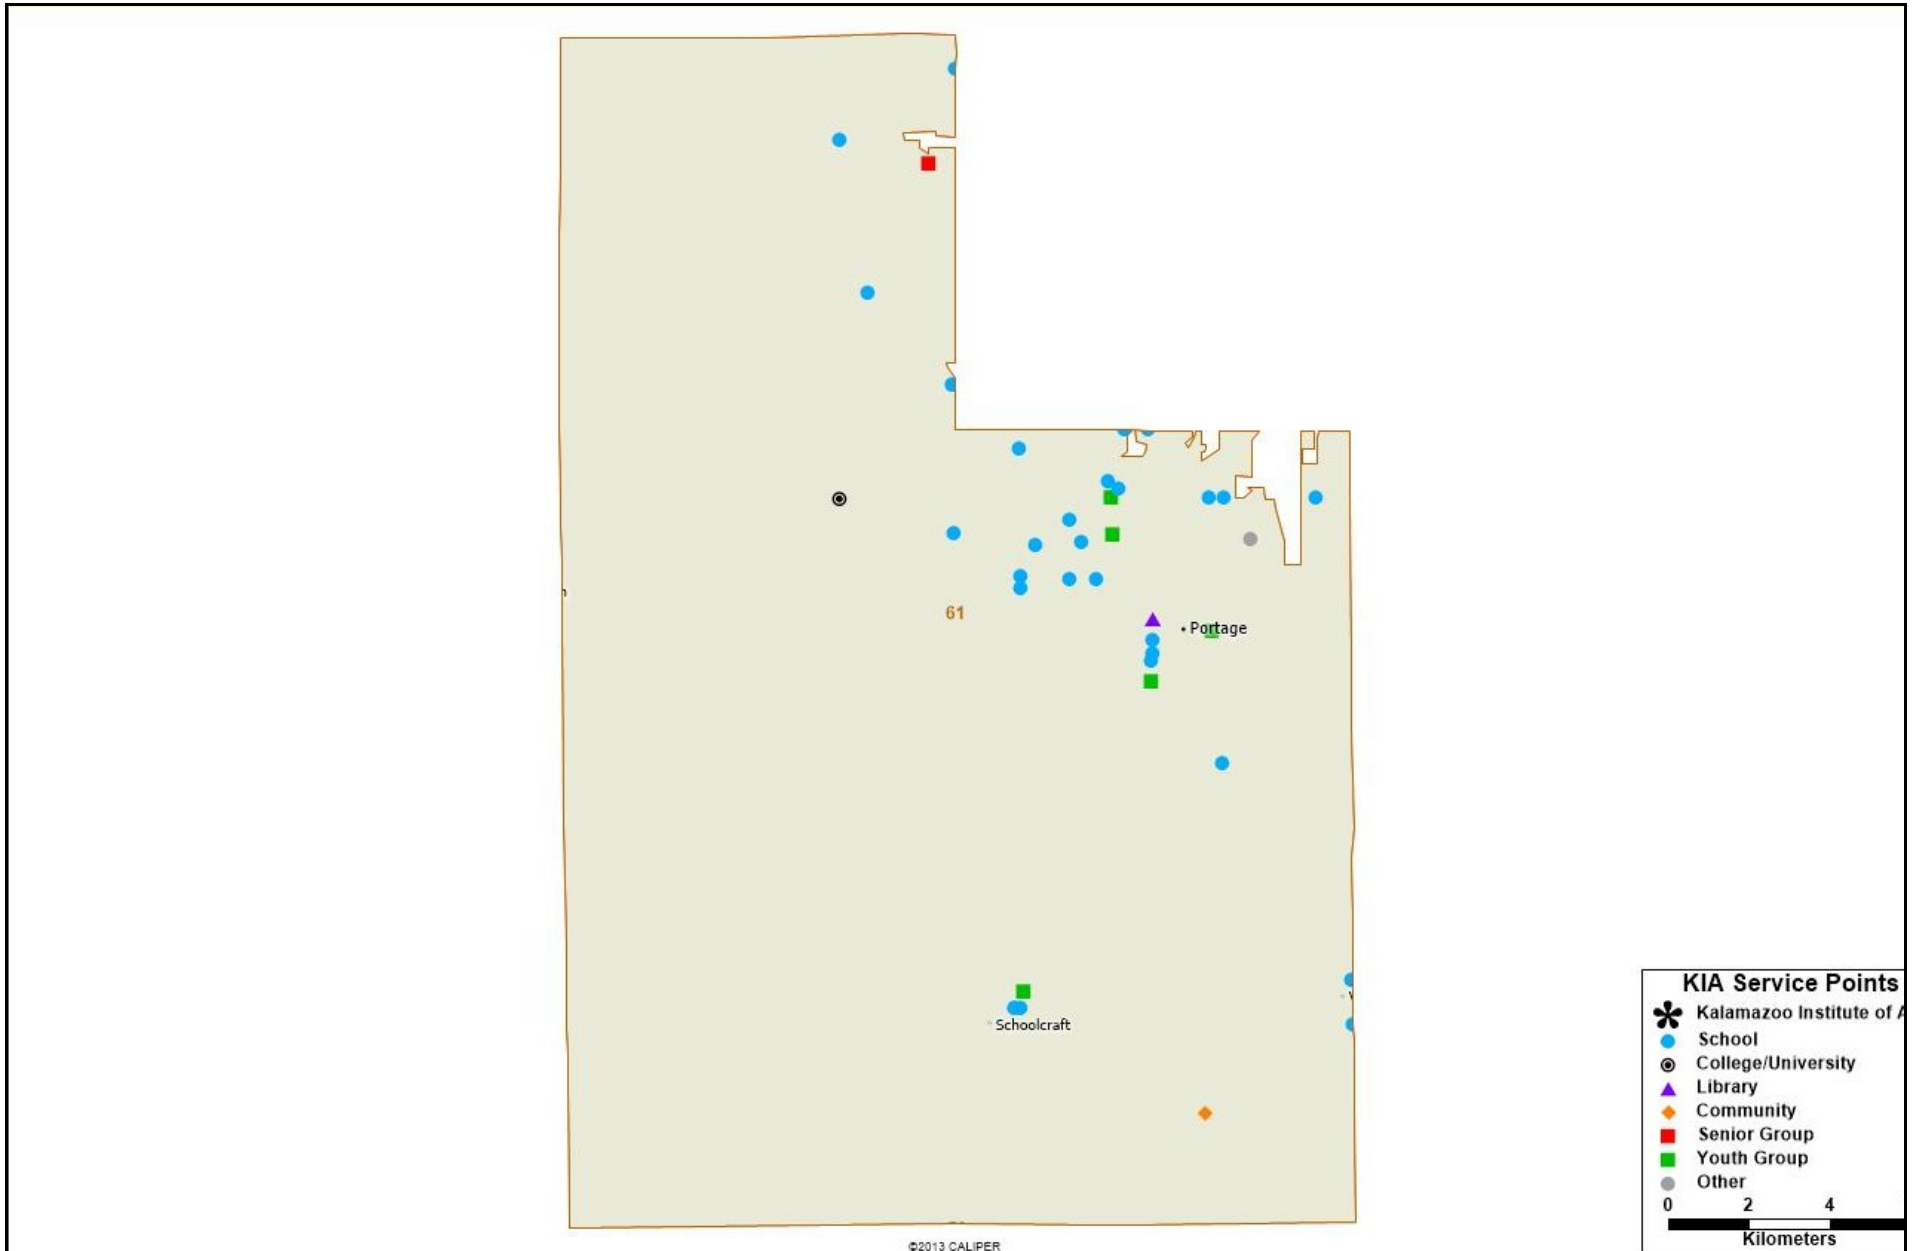 61
Portage
Schoolcraft
KIA Service Points
Kalamazoo Institute of A
School
College/University
Library
Community
Senior Group
Youth Group
Other
0 2 4
Kilometers
©2013 CALIPER